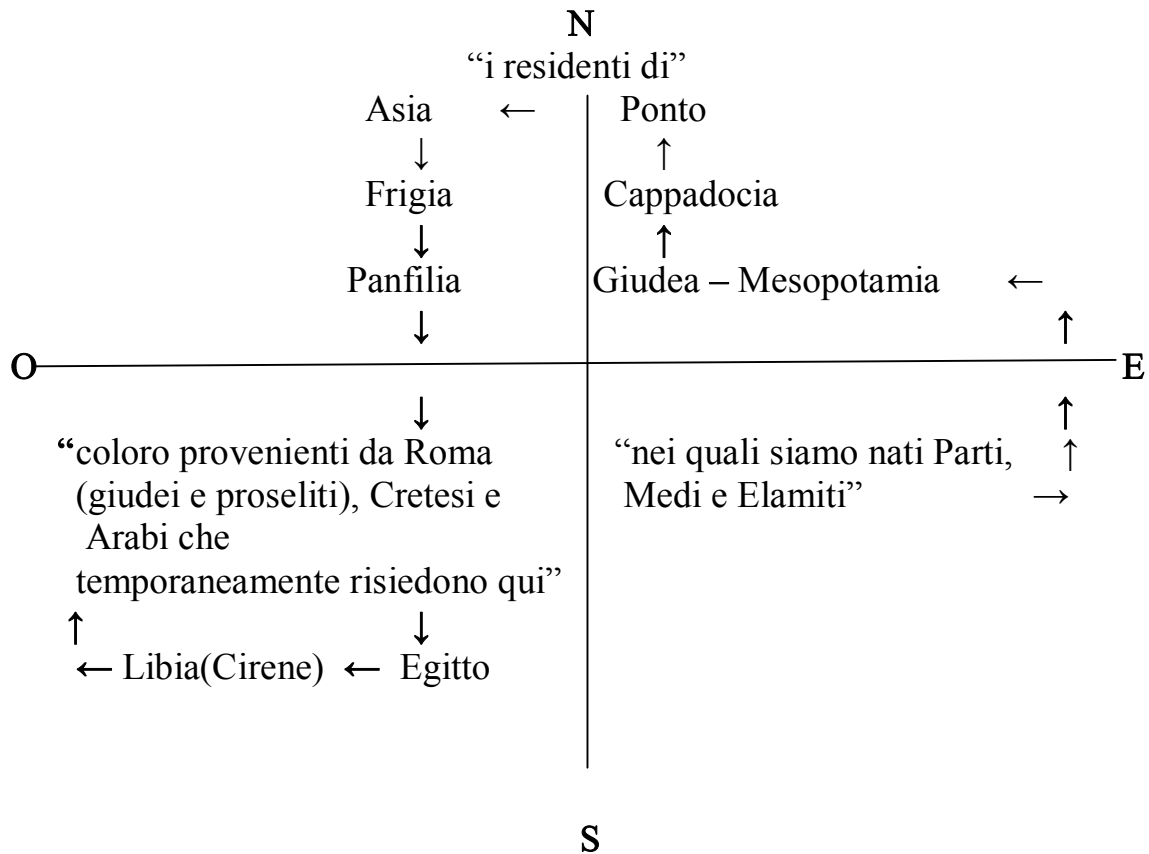 N
“i residenti di”
Asia ← Ponto
↓ ↑
Frigia Cappadocia
↓ ↑
Panfilia Giudea – Mesopotamia ←
↓ ↑
O E
↓ ↑
“coloro provenienti da Roma “nei quali siamo nati Parti, ↑
(giudei e proseliti), Cretesi e Medi e Elamiti” →
Arabi che
temporaneamente risiedono qui”
↑ ↓
← Libia(Cirene) ← Egitto
S